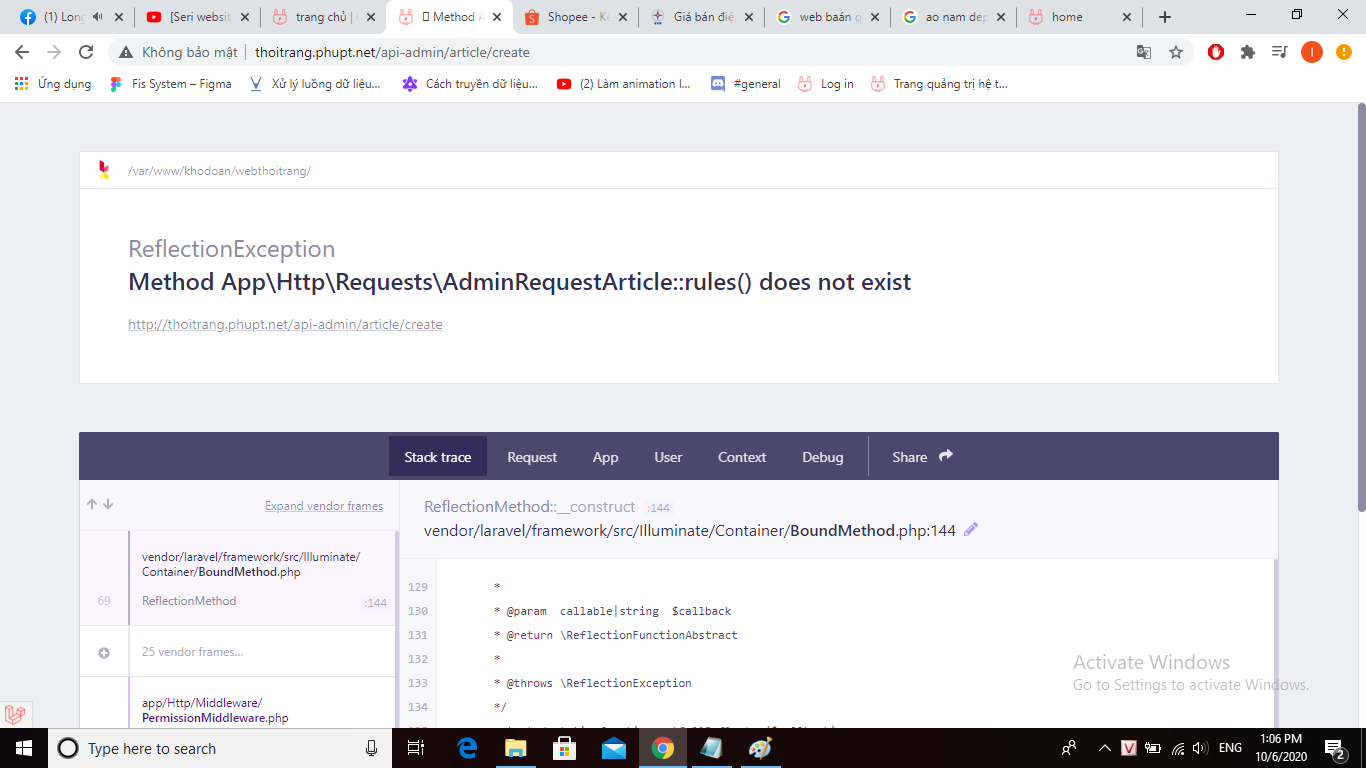 (1) Long
[Seri websit
trang chủ |
Method A
Shopee - Kê
Giá bán điệ
web baán q
ao nam dep
home
Không bảo mật thoitrang.phupt.net/api-admin/article/create
Ứng dụng
Fis System – Figma
Xử lý luồng dữ liệu...
Cách truyền dữ liệu...
(2) Làm animation l...
#general
Log in
Trang quảng trị hệ t...
/var/www/khodoan/webthoitrang/
ReflectionException
Method App\Http\Requests\AdminRequestArticle::rules() does not exist
http://thoitrang.phupt.net/api-admin/article/create
Stack trace
Request
App
User
Context
Debug
Share
Expand vendor frames
ReflectionMethod::__construct :144
vendor/laravel/framework/src/Illuminate/Container/BoundMethod.php:144
vendor/laravel/framework/src/Illuminate/
Container/BoundMethod.php
69 ReflectionMethod :144
25 vendor frames...
app/Http/Middleware/
PermissionMiddleware.php
129 *
130 * @param callable|string $callback
131 * @return \ReflectionFunctionAbstract
132 *
133 * @throws \ReflectionException
134 */
Activate Windows
Go to Settings to activate Windows.
Type here to search
ENG
1:06 PM
10/6/2020
2